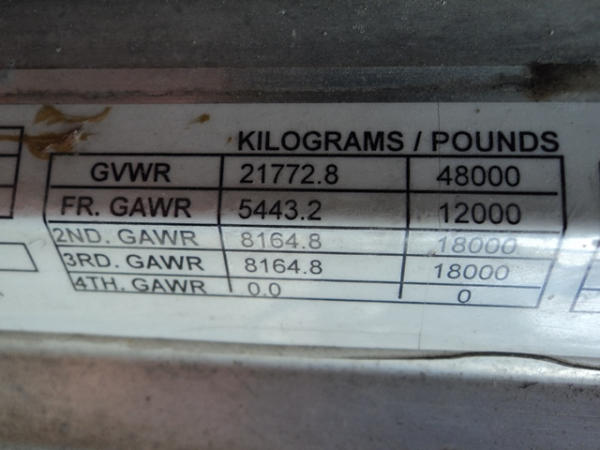 KILOGRAMS / POUNDS
GVWR 21772.8 48000
FR. GAWR 5443.2 12000
2ND. GAWR 8164.8 18000
3RD. GAWR 8164.8 18000
4TH. GAWR 0.0 0